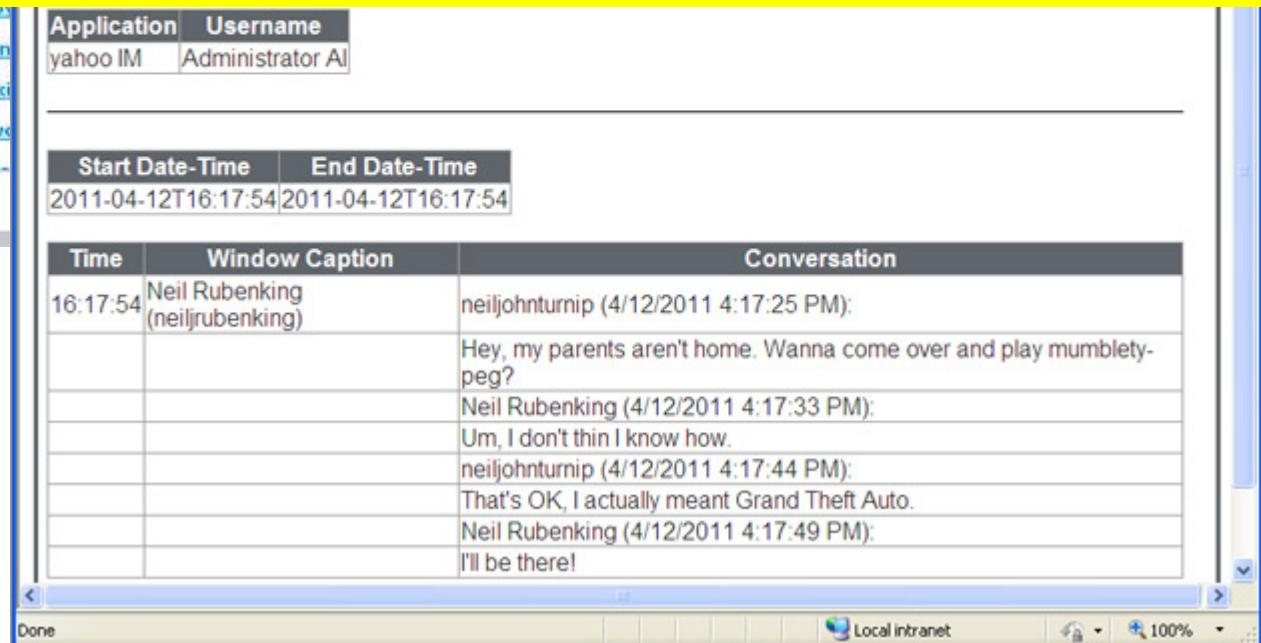 Application Username
yahoo IM Administrator Al
Start Date-Time End Date-Time
2011-04-12T16:17:54 2011-04-12T16:17:54
Time Window Caption Conversation
16:17:54 Neil Rubenking
(neiljrubenking)
neiljohnturnip (4/12/2011 4:17:25 PM):
Hey, my parents aren't home. Wanna come over and play mumblety-
peg?
Neil Rubenking (4/12/2011 4:17:33 PM):
Um, I don't thin I know how.
neiljohnturnip (4/12/2011 4:17:44 PM):
That's OK, I actually meant Grand Theft Auto.
Neil Rubenking (4/12/2011 4:17:49 PM):
I'll be there!
Done Local intranet 100%